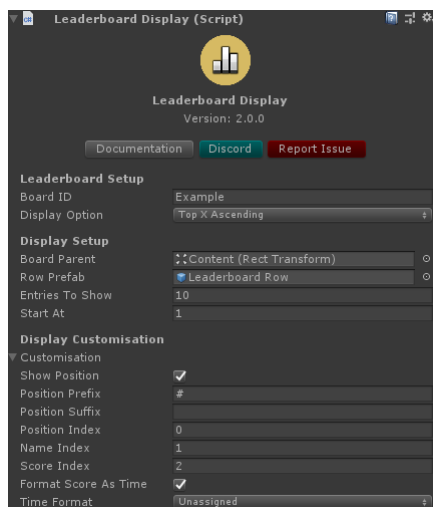 Leaderboard Display (Script)
Leaderboard Display
Version: 2.0.0
Documentation Discord Report Issue
Leaderboard Setup
Board ID Example
Display Option Top X Ascending
Display Setup
Board Parent Content (Rect Transform)
Row Prefab Leaderboard Row
Entries To Show 10
Start At 1
Display Customisation
Customisation
Show Position
Position Prefix #
Position Suffix
Position Index 0
Name Index 1
Score Index 2
Format Score As Time
Time Format Unassigned